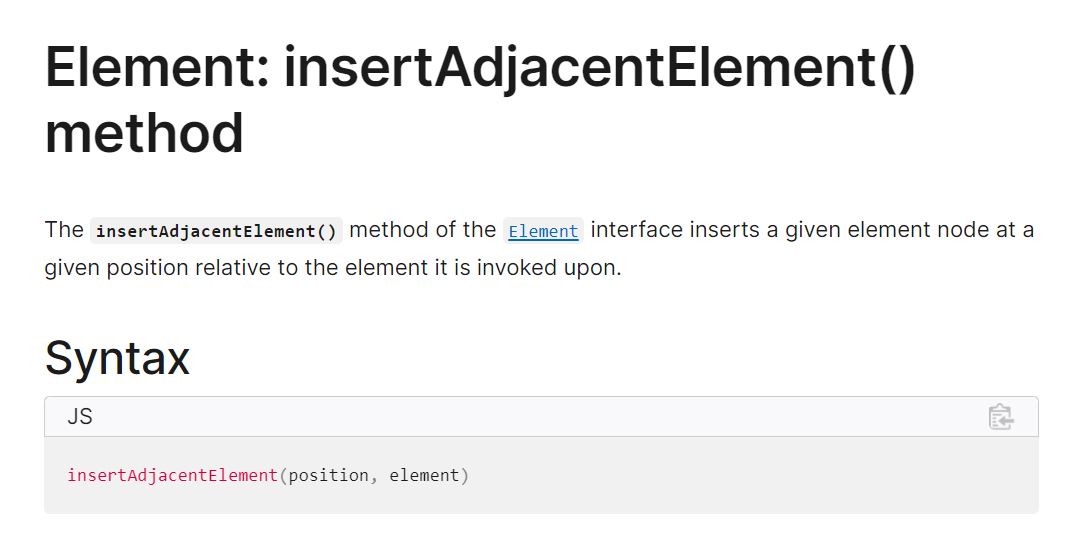 Element: insertAdjacentElement()
method
The insertAdjacentElement() method of the Element interface inserts a given element node at a
given position relative to the element it is invoked upon.
Syntax
JS
insertAdjacentElement(position, element)